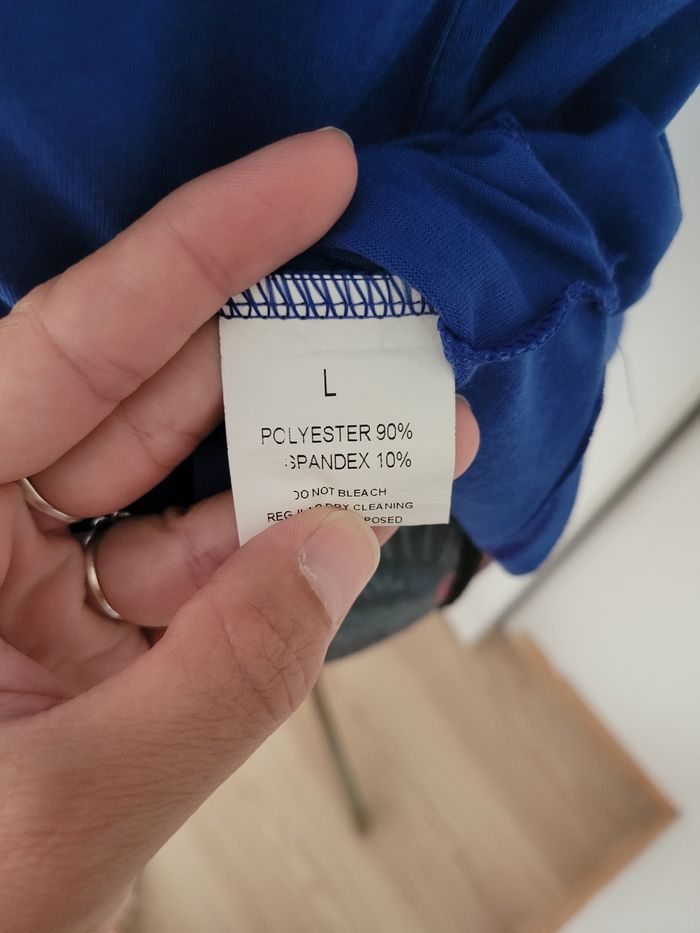 L
POLYESTER 90%
SPANDEX 10%
DO NOT BLEACH
DRY CLEANING